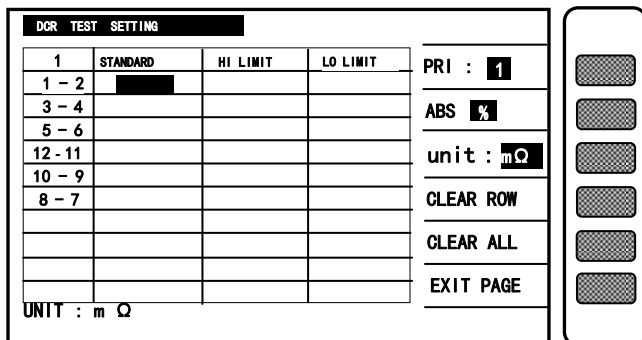 DCR TEST SETTING
1 STANDARD HI LIMIT LO LIMIT
1 - 2
3 - 4
5 - 6
12 - 11
10 - 9
8 - 7
UNIT : m Ω
PRI : 1
ABS %
unit : mΩ
CLEAR ROW
CLEAR ALL
EXIT PAGE